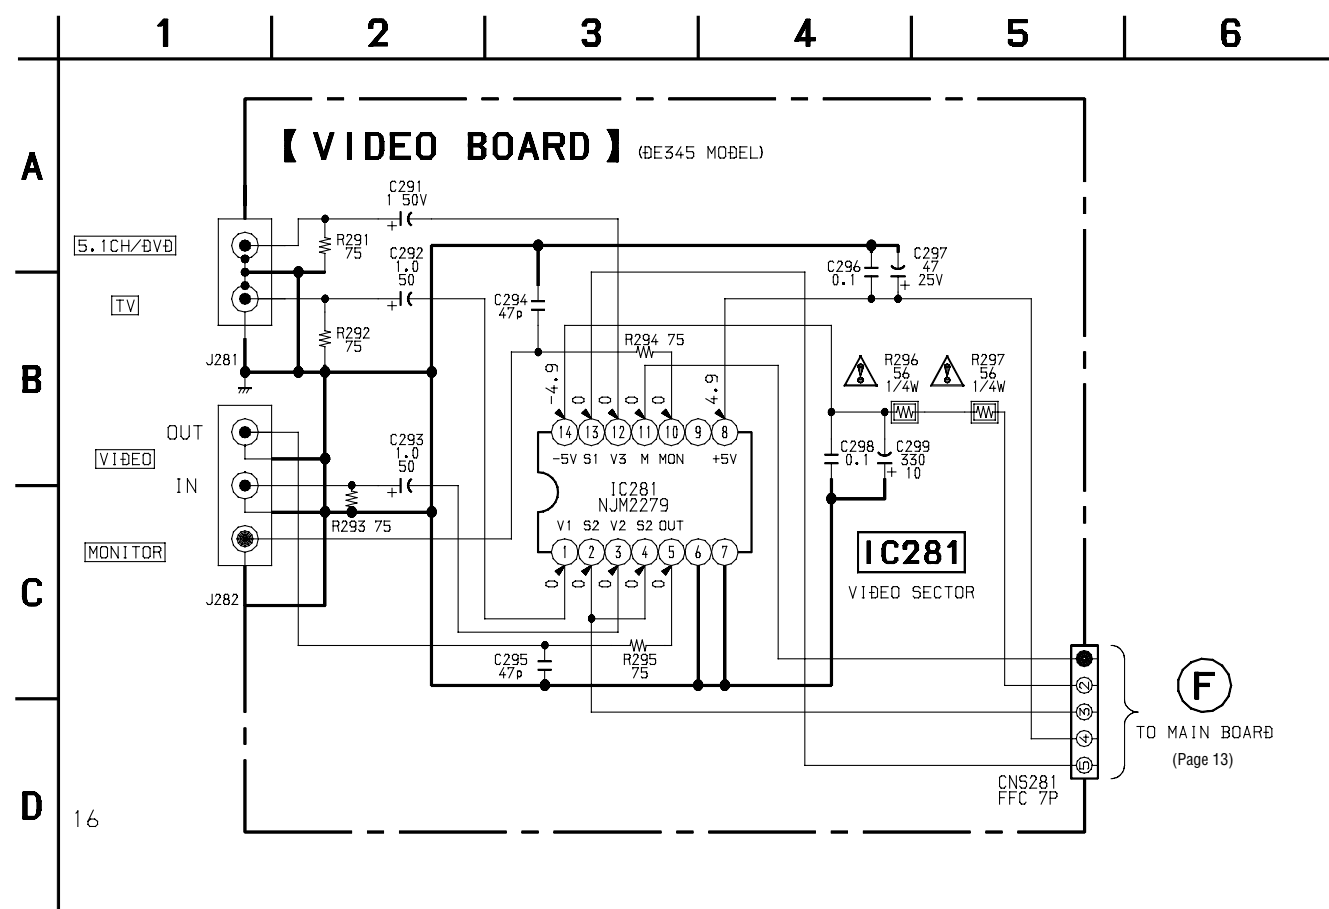 1 2 3 4 5 6
A
B
C
D
【 VIDEO BOARD 】 (DE345 MODEL)
C291
1 50V
5.1CH/DVD
R291
75
C292
1.0
50
C296
0.1
C297
47
25V
TV
C294
47p
R292
75
R294 75
J281
R296
56
1/4W
R297
56
1/4W
-4.9 0 0 0 0 4.9
OUT
VIDEO
IN
C293
1.0
50
14 13 12 11 10 9 8
-5V S1 V3 M MON +5V
C298
0.1
C299
330
10
IC281
NJM2279
R293 75
V1 S2 V2 S2 OUT
1 2 3 4 5 6 7
MONITOR
IC281
VIDEO SECTOR
0 0 0 0
J282
C295
47p
R295
75
2
3
4
5
F
TO MAIN BOARD
(Page 13)
CNS281
FFC 7P
16